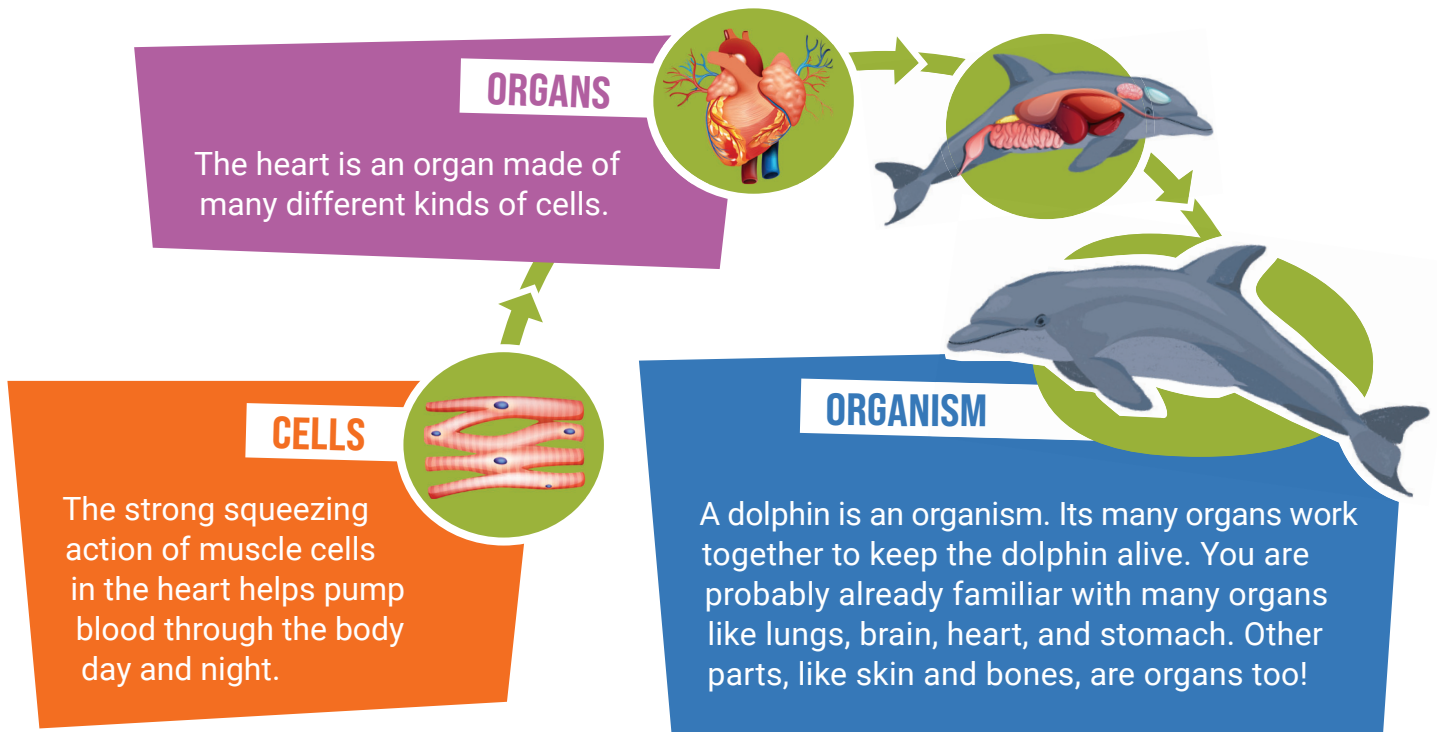 ORGANS
The heart is an organ made of
many different kinds of cells.
CELLS
The strong squeezing
action of muscle cells
in the heart helps pump
blood through the body
day and night.
ORGANISM
A dolphin is an organism. Its many organs work
together to keep the dolphin alive. You are
probably already familiar with many organs
like lungs, brain, heart, and stomach. Other
parts, like skin and bones, are organs too!